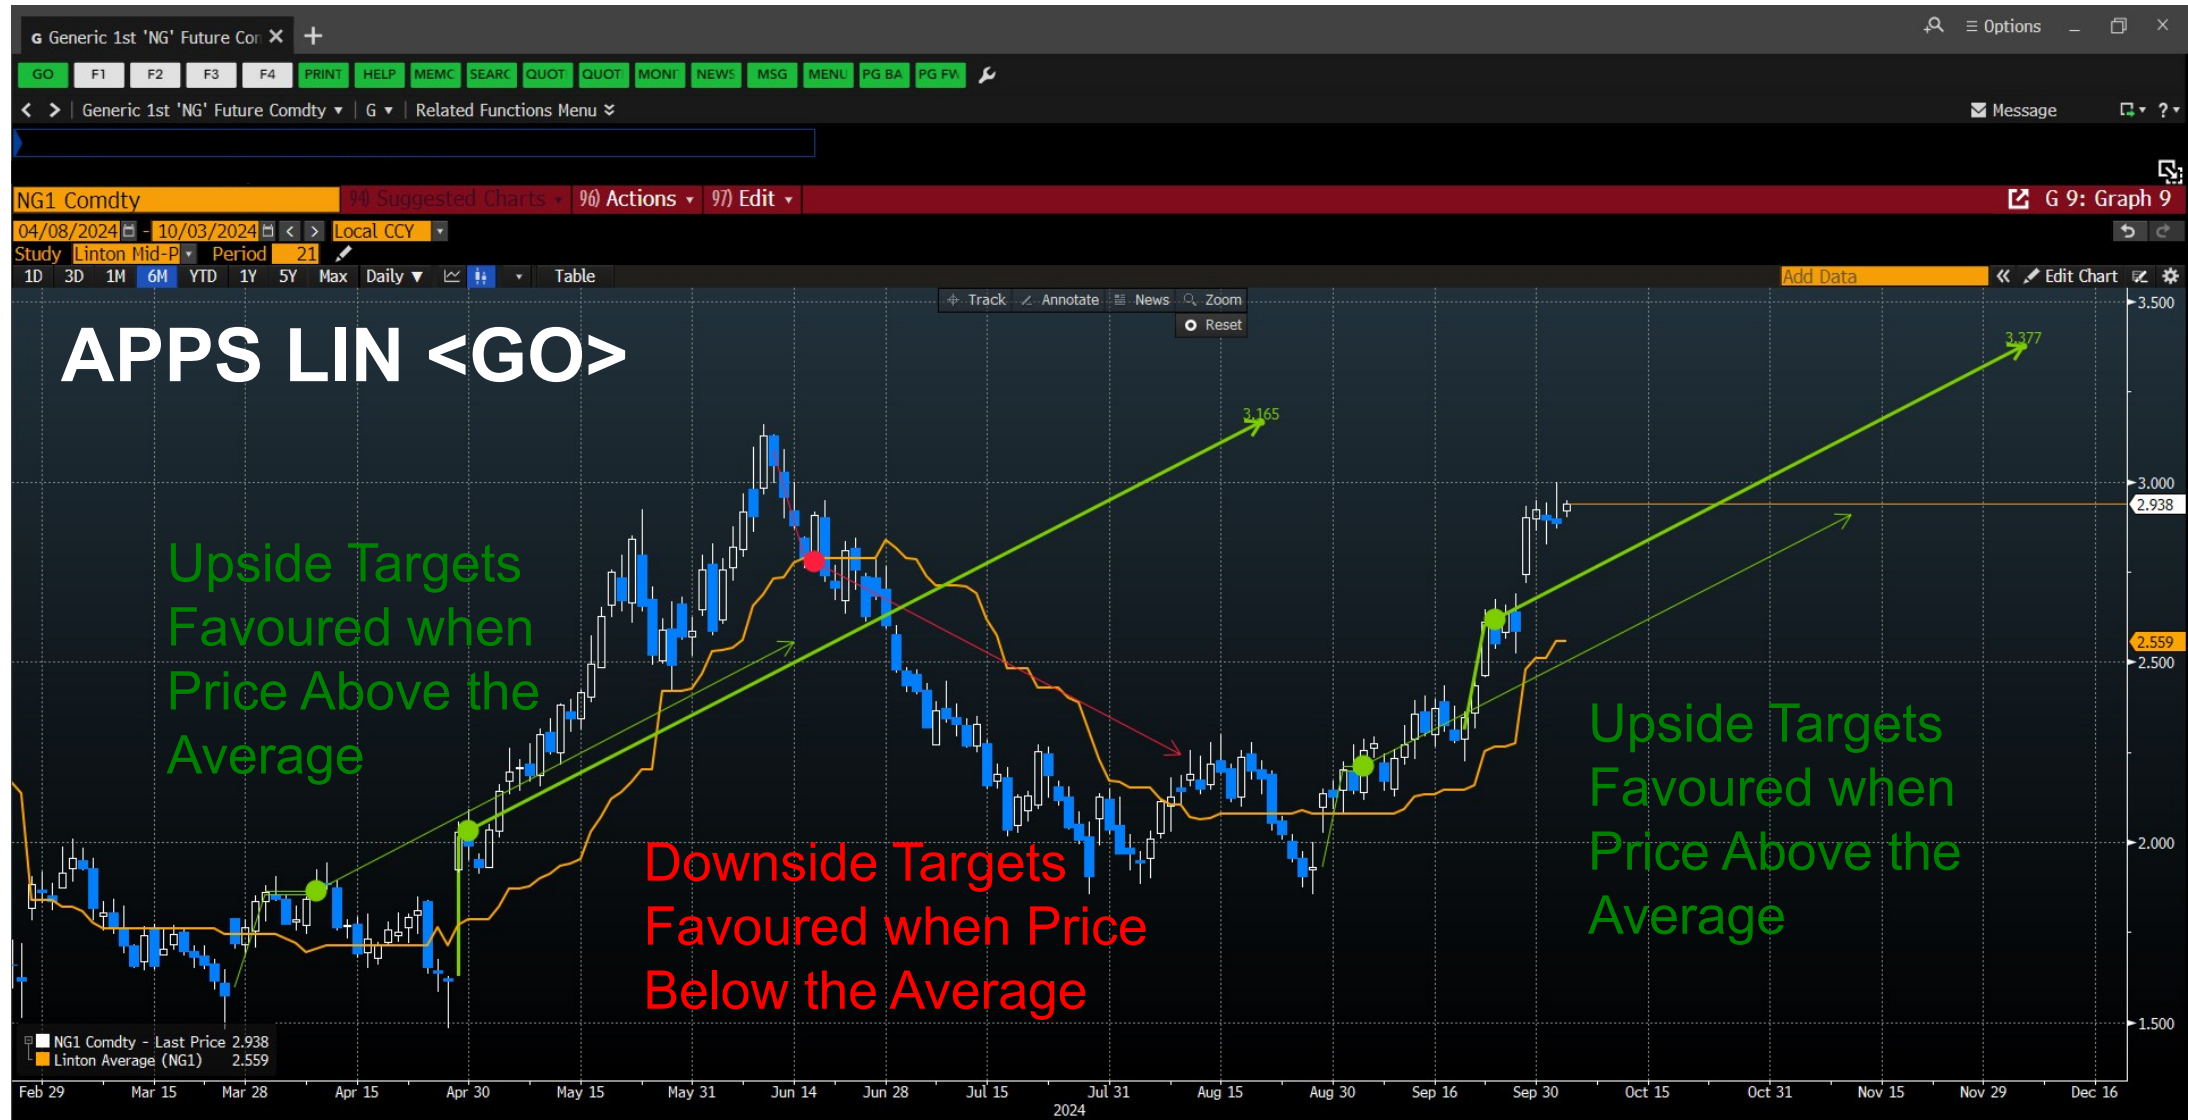 G Generic 1st 'NG' Future Con
Options
GO F1 F2 F3 F4 PRINT HELP MEMC SEARC QUOT QUOT MONI NEWS MSG MENU PG BA PG FW
Generic 1st 'NG' Future Comdty G Related Functions Menu
Message ?
NG1 Comdty 94) Suggested Charts 96) Actions 97) Edit G 9: Graph 9
04/08/2024 - 10/03/2024 < > Local CCY
Study Linton Mid-P Period 21
1D 3D 1M 6M YTD 1Y 5Y Max Daily Table Add Data Edit Chart
Track Annotate News Zoom
Reset
APPS LIN <GO>
3.500
3.377
3.165
3.000
2.938
2.559
2.500
2.000
1.500
Upside Targets
Favoured when
Price Above the
Average
Downside Targets
Favoured when Price
Below the Average
Upside Targets
Favoured when
Price Above the
Average
NG1 Comdty - Last Price 2.938
Linton Average (NG1) 2.559
Feb 29 Mar 15 Mar 28 Apr 15 Apr 30 May 15 May 31 Jun 14 Jun 28 Jul 15 Jul 31 Aug 15 Aug 30 Sep 16 Sep 30 Oct 15 Oct 31 Nov 15 Nov 29 Dec 16
2024